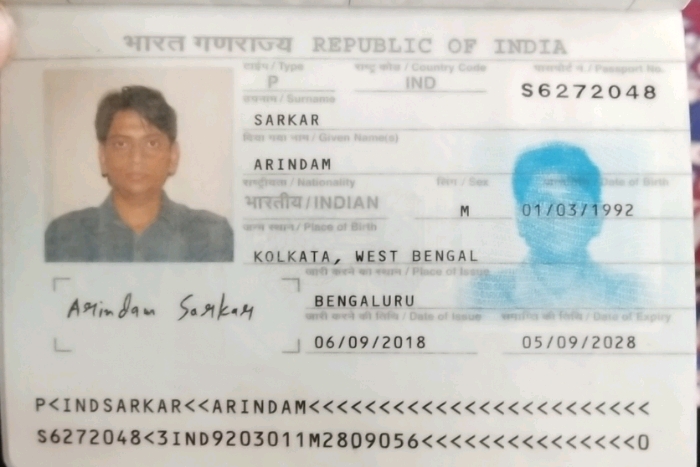 भारत गणराज्य REPUBLIC OF INDIA
टाईप / Type राष्ट्र कोड / Country Code पासपोर्ट नं. / Passport No.
P IND S6272048
उपनाम / Surname
SARKAR
दिया गया नाम / Given Name(s)
ARINDAM
राष्ट्रीयता / Nationality लिंग / Sex जन्मतिथि / Date of Birth
भारतीय / INDIAN M 01/03/1992
जन्म स्थान / Place of Birth
KOLKATA, WEST BENGAL
जारी करने का स्थान / Place of Issue
BENGALURU
जारी करने की तिथि / Date of Issue समाप्ति की तिथि / Date of Expiry
06/09/2018 05/09/2028
Arindam Sarkar
P<INDSARKAR<<ARINDAM<<<<<<<<<<<<<<<<<<<<<<<<
S6272048<3IND9203011M2809056<<<<<<<<<<<<<<<0